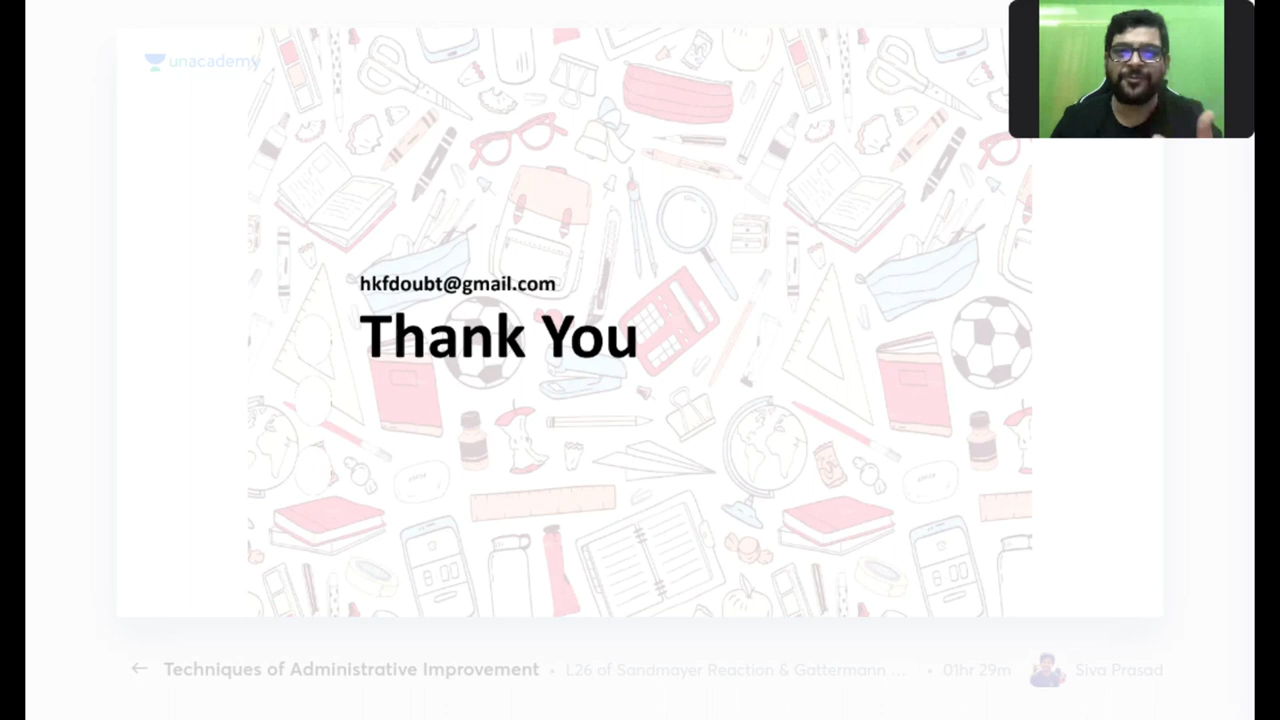 unacademy
hkfdoubt@gmail.com
Thank You
Techniques of Administrative Improvement • L26 of Sandmayer Reaction & Gattermann ... • 01hr 29m Siva Prasad